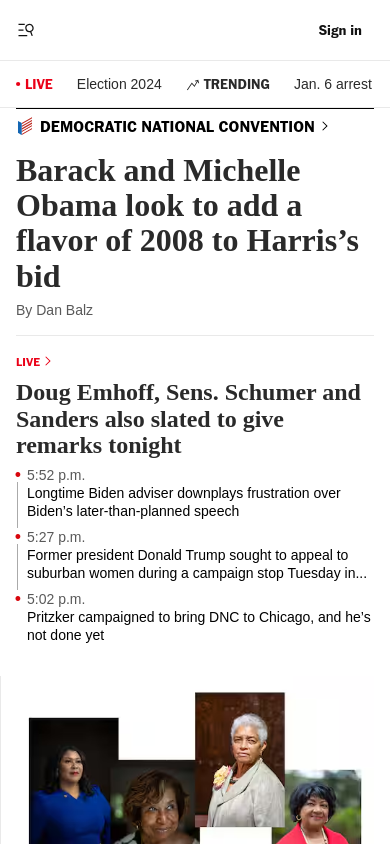 Sign in
LIVE Election 2024 TRENDING Jan. 6 arrest
DEMOCRATIC NATIONAL CONVENTION
Barack and Michelle
Obama look to add a
flavor of 2008 to Harris’s
bid
By Dan Balz
LIVE
Doug Emhoff, Sens. Schumer and
Sanders also slated to give
remarks tonight
5:52 p.m.
Longtime Biden adviser downplays frustration over
Biden’s later-than-planned speech
5:27 p.m.
Former president Donald Trump sought to appeal to
suburban women during a campaign stop Tuesday in...
5:02 p.m.
Pritzker campaigned to bring DNC to Chicago, and he’s
not done yet